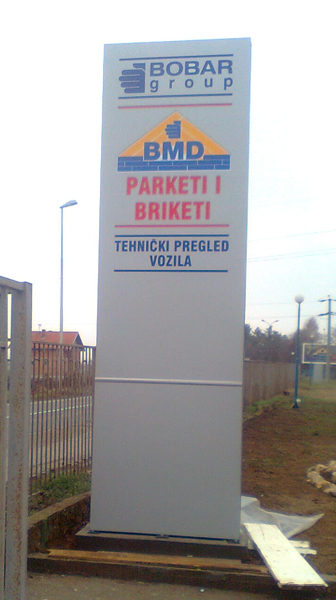 BOBAR
group
BMD
PARKETI I
BRIKETI
TEHNIČKI PREGLED
VOZILA